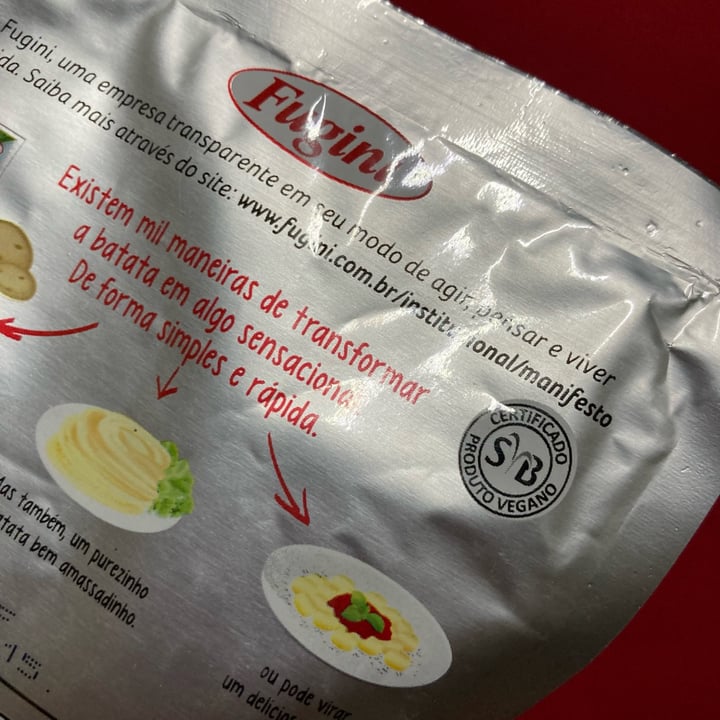 Fugini
Fugini, uma empresa transparente em seu modo de agir, pensar e viver
ida. Saiba mais através do site: www.fugini.com.br/institucional/manifesto
Existem mil maneiras de transformar
a batata em algo sensacional
De forma simples e rápida.
CERTIFICADO
SVB
PRODUTO VEGANO
Mas também, um purezinho
batata bem amassadinho.
ou pode virar
um delicios